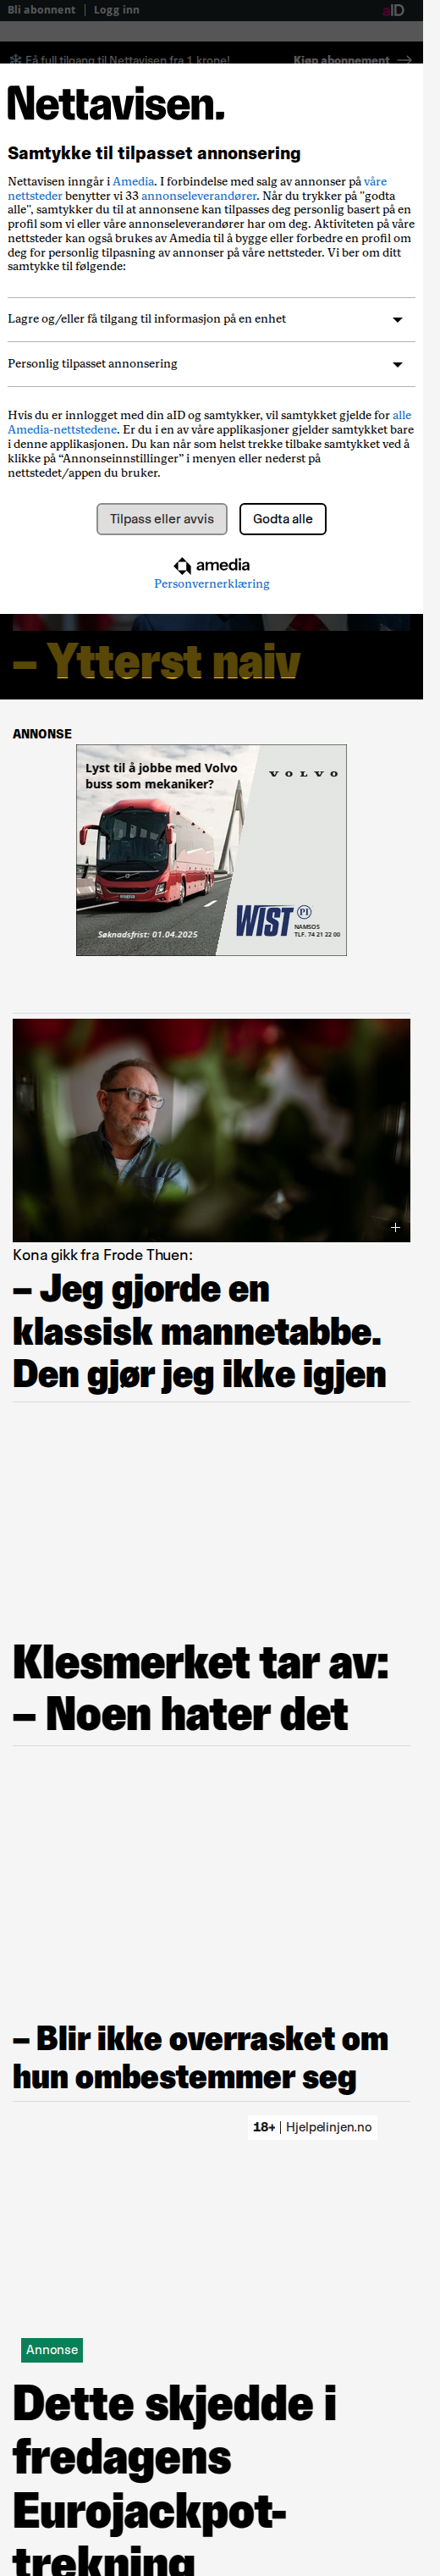 Bli abonnent | Logg inn aID
Få full tilgang til Nettavisen fra 1 krone! Kjøp abonnement →
Nettavisen.
Samtykke til tilpasset annonsering
Nettavisen inngår i Amedia. I forbindelse med salg av annonser på våre
nettsteder benytter vi 33 annonseleverandører. Når du trykker på "godta
alle", samtykker du til at annonsene kan tilpasses deg personlig basert på en
profil som vi eller våre annonseleverandører har om deg. Aktiviteten på våre
nettsteder kan også brukes av Amedia til å bygge eller forbedre en profil om
deg for personlig tilpasning av annonser på våre nettsteder. Vi ber om ditt
samtykke til følgende:
Lagre og/eller få tilgang til informasjon på en enhet
Personlig tilpasset annonsering
Hvis du er innlogget med din aID og samtykker, vil samtykket gjelde for alle
Amedia-nettstedene. Er du i en av våre applikasjoner gjelder samtykket bare
i denne applikasjonen. Du kan når som helst trekke tilbake samtykket ved å
klikke på “Annonseinnstillinger” i menyen eller nederst på
nettstedet/appen du bruker.
Tilpass eller avvis Godta alle
amedia
Personvernerklæring
– Ytterst naiv
ANNONSE
Lyst til å jobbe med Volvo
buss som mekaniker?
VOLVO
WIST PI
NAMSOS
TLF. 74 21 22 00
Søknadsfrist: 01.04.2025
Kona gikk fra Frode Thuen:
– Jeg gjorde en
klassisk mannetabbe.
Den gjør jeg ikke igjen
Klesmerket tar av:
– Noen hater det
– Blir ikke overrasket om
hun ombestemmer seg
18+ | Hjelpelinjen.no
Annonse
Dette skjedde i
fredagens
Eurojackpot-
trekning